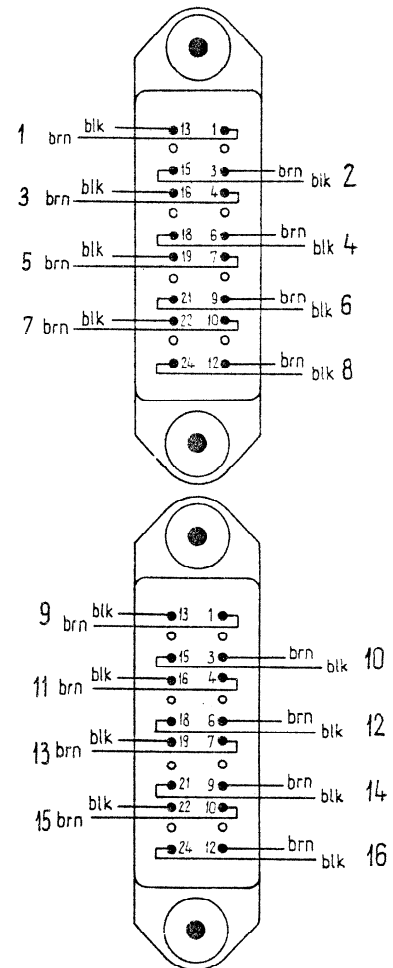 blk 13 1
1 brn
15 3 brn
blk 2
blk 16 4
3 brn
18 6 brn
blk 4
blk 19 7
5 brn
21 9 brn
blk 6
blk 22 10
7 brn
24 12 brn
blk 8
9 blk 13 1
brn
15 3 brn
blk 10
blk 16 4
11 brn
18 6 brn
blk 12
blk 19 7
13 brn
21 9 brn
blk 14
blk 22 10
15 brn
24 12 brn
blk 16